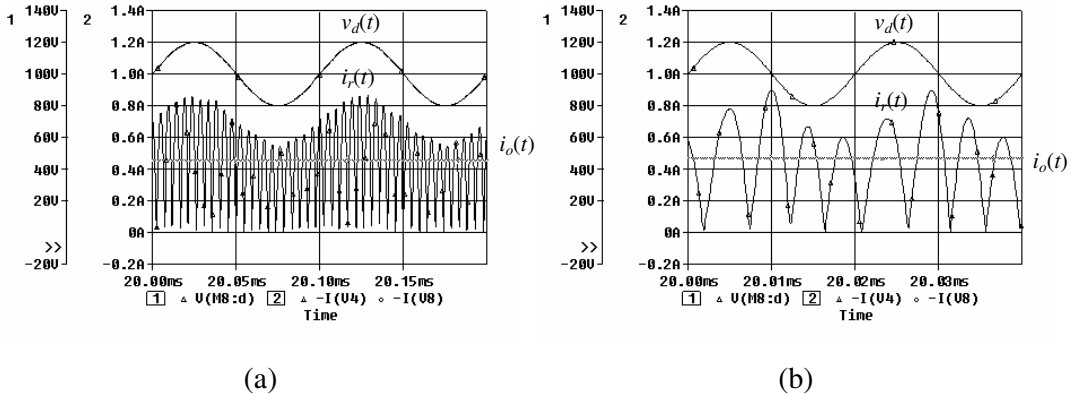 1 140V 2 1.4A
120V 1.2A
100V 1.0A
80V 0.8A
60V 0.6A
40V 0.4A
20V 0.2A
>> 0A
-20V -0.2A
v_d(t)
i_r(t)
i_o(t)
20.00ms 20.05ms 20.10ms 20.15ms
1 V(M8:d) 2 -I(V4) -I(V8)
Time
(a)
1 140V 2 1.4A
120V 1.2A
100V 1.0A
80V 0.8A
60V 0.6A
40V 0.4A
20V 0.2A
>> 0A
-20V -0.2A
v_d(t)
i_r(t)
i_o(t)
20.00ms 20.01ms 20.02ms 20.03ms
1 V(M8:d) 2 -I(V4) -I(V8)
Time
(b)